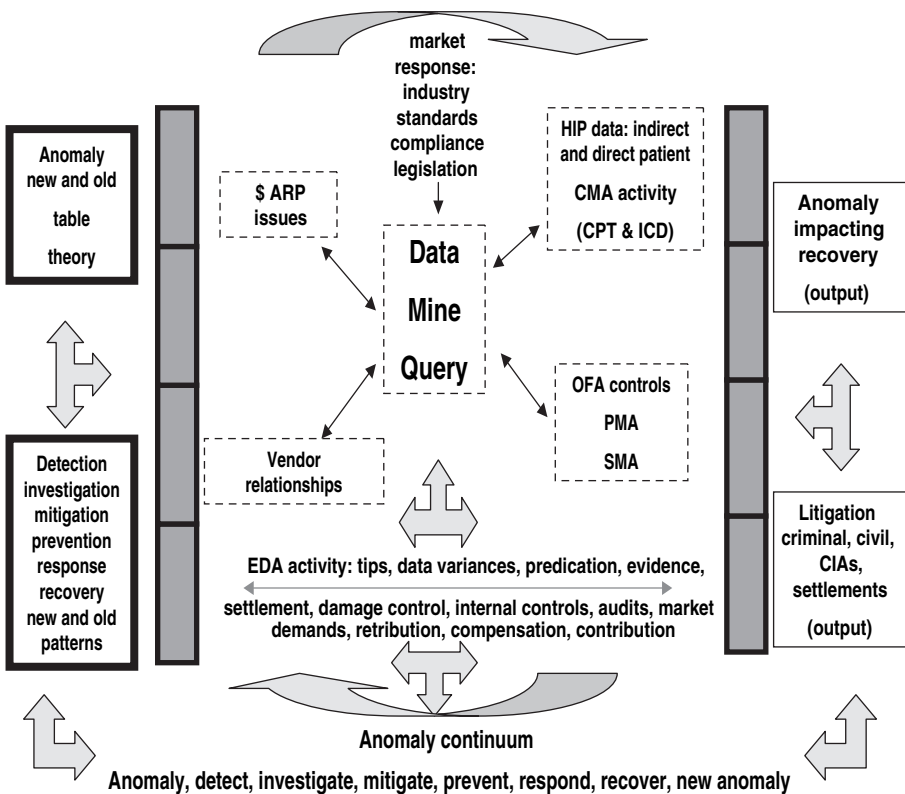 market
response:
industry
standards
compliance
legislation
Anomaly
new and old
table
theory
$ ARP
issues
HIP data: indirect
and direct patient
CMA activity
(CPT & ICD)
Anomaly
impacting
recovery
(output)
Data
Mine
Query
OFA controls
PMA
SMA
Vendor
relationships
Detection
investigation
mitigation
prevention
response
recovery
new and old
patterns
Litigation
criminal, civil,
CIAs,
settlements
(output)
EDA activity: tips, data variances, predication, evidence,
settlement, damage control, internal controls, audits, market
demands, retribution, compensation, contribution
Anomaly continuum
Anomaly, detect, investigate, mitigate, prevent, respond, recover, new anomaly